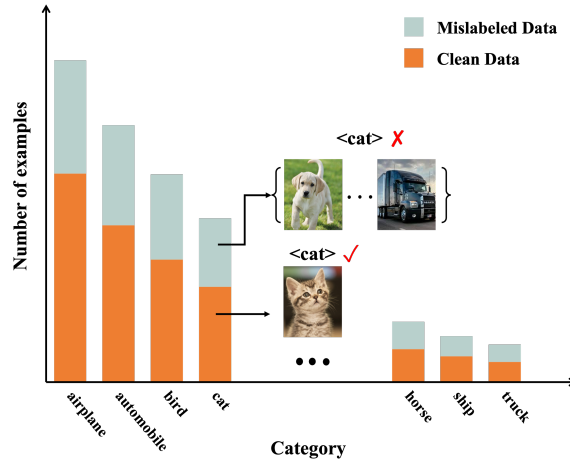 Mislabeled Data
Clean Data
Number of examples
<cat> ✗
<cat> ✓
airplane
automobile
bird
cat
horse
ship
truck
Category